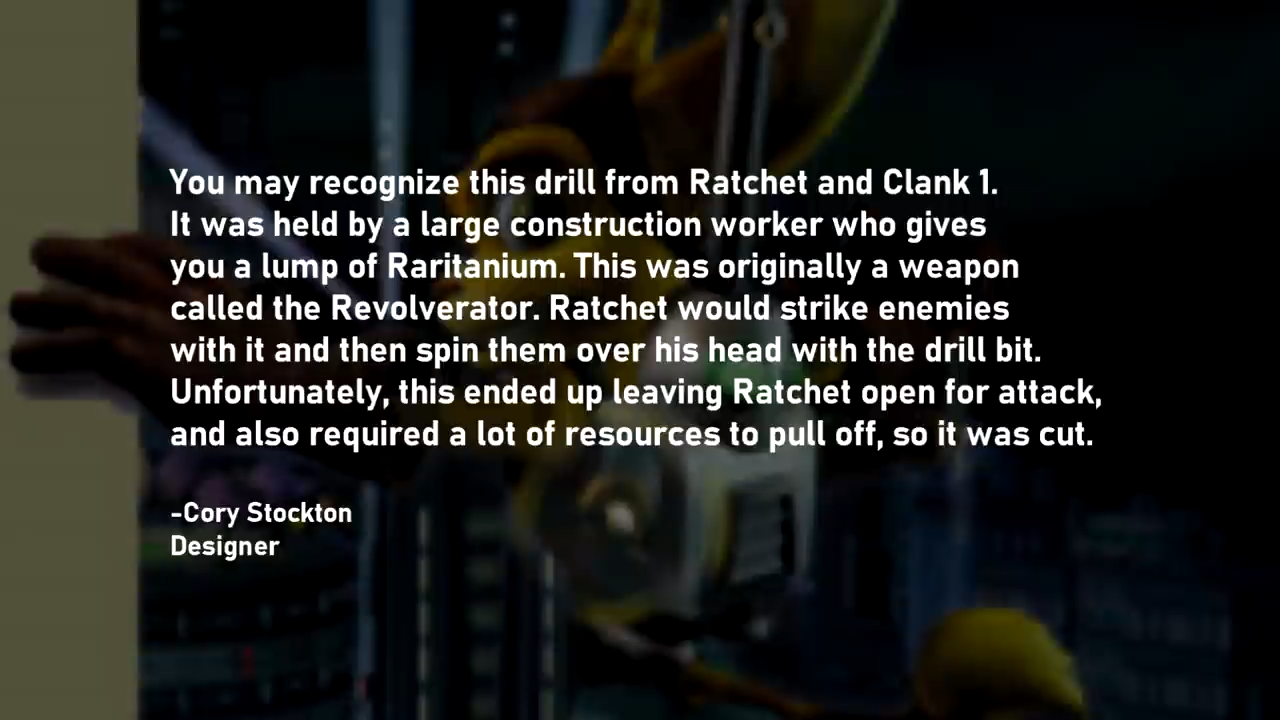 You may recognize this drill from Ratchet and Clank 1.
It was held by a large construction worker who gives
you a lump of Raritanium. This was originally a weapon
called the Revolverator. Ratchet would strike enemies
with it and then spin them over his head with the drill bit.
Unfortunately, this ended up leaving Ratchet open for attack,
and also required a lot of resources to pull off, so it was cut.
-Cory Stockton
Designer